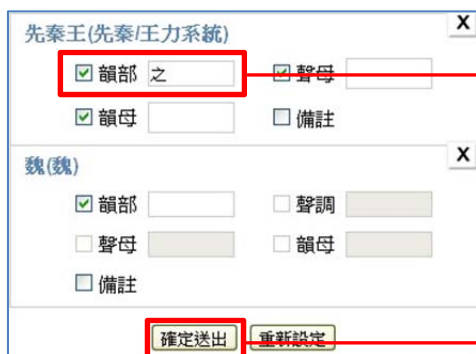 X
先秦王(先秦/王力系統)
韻部 之 聲母
韻母 備註
X
魏(魏)
韻部 聲調
聲母 韻母
備註
確定送出 重新設定